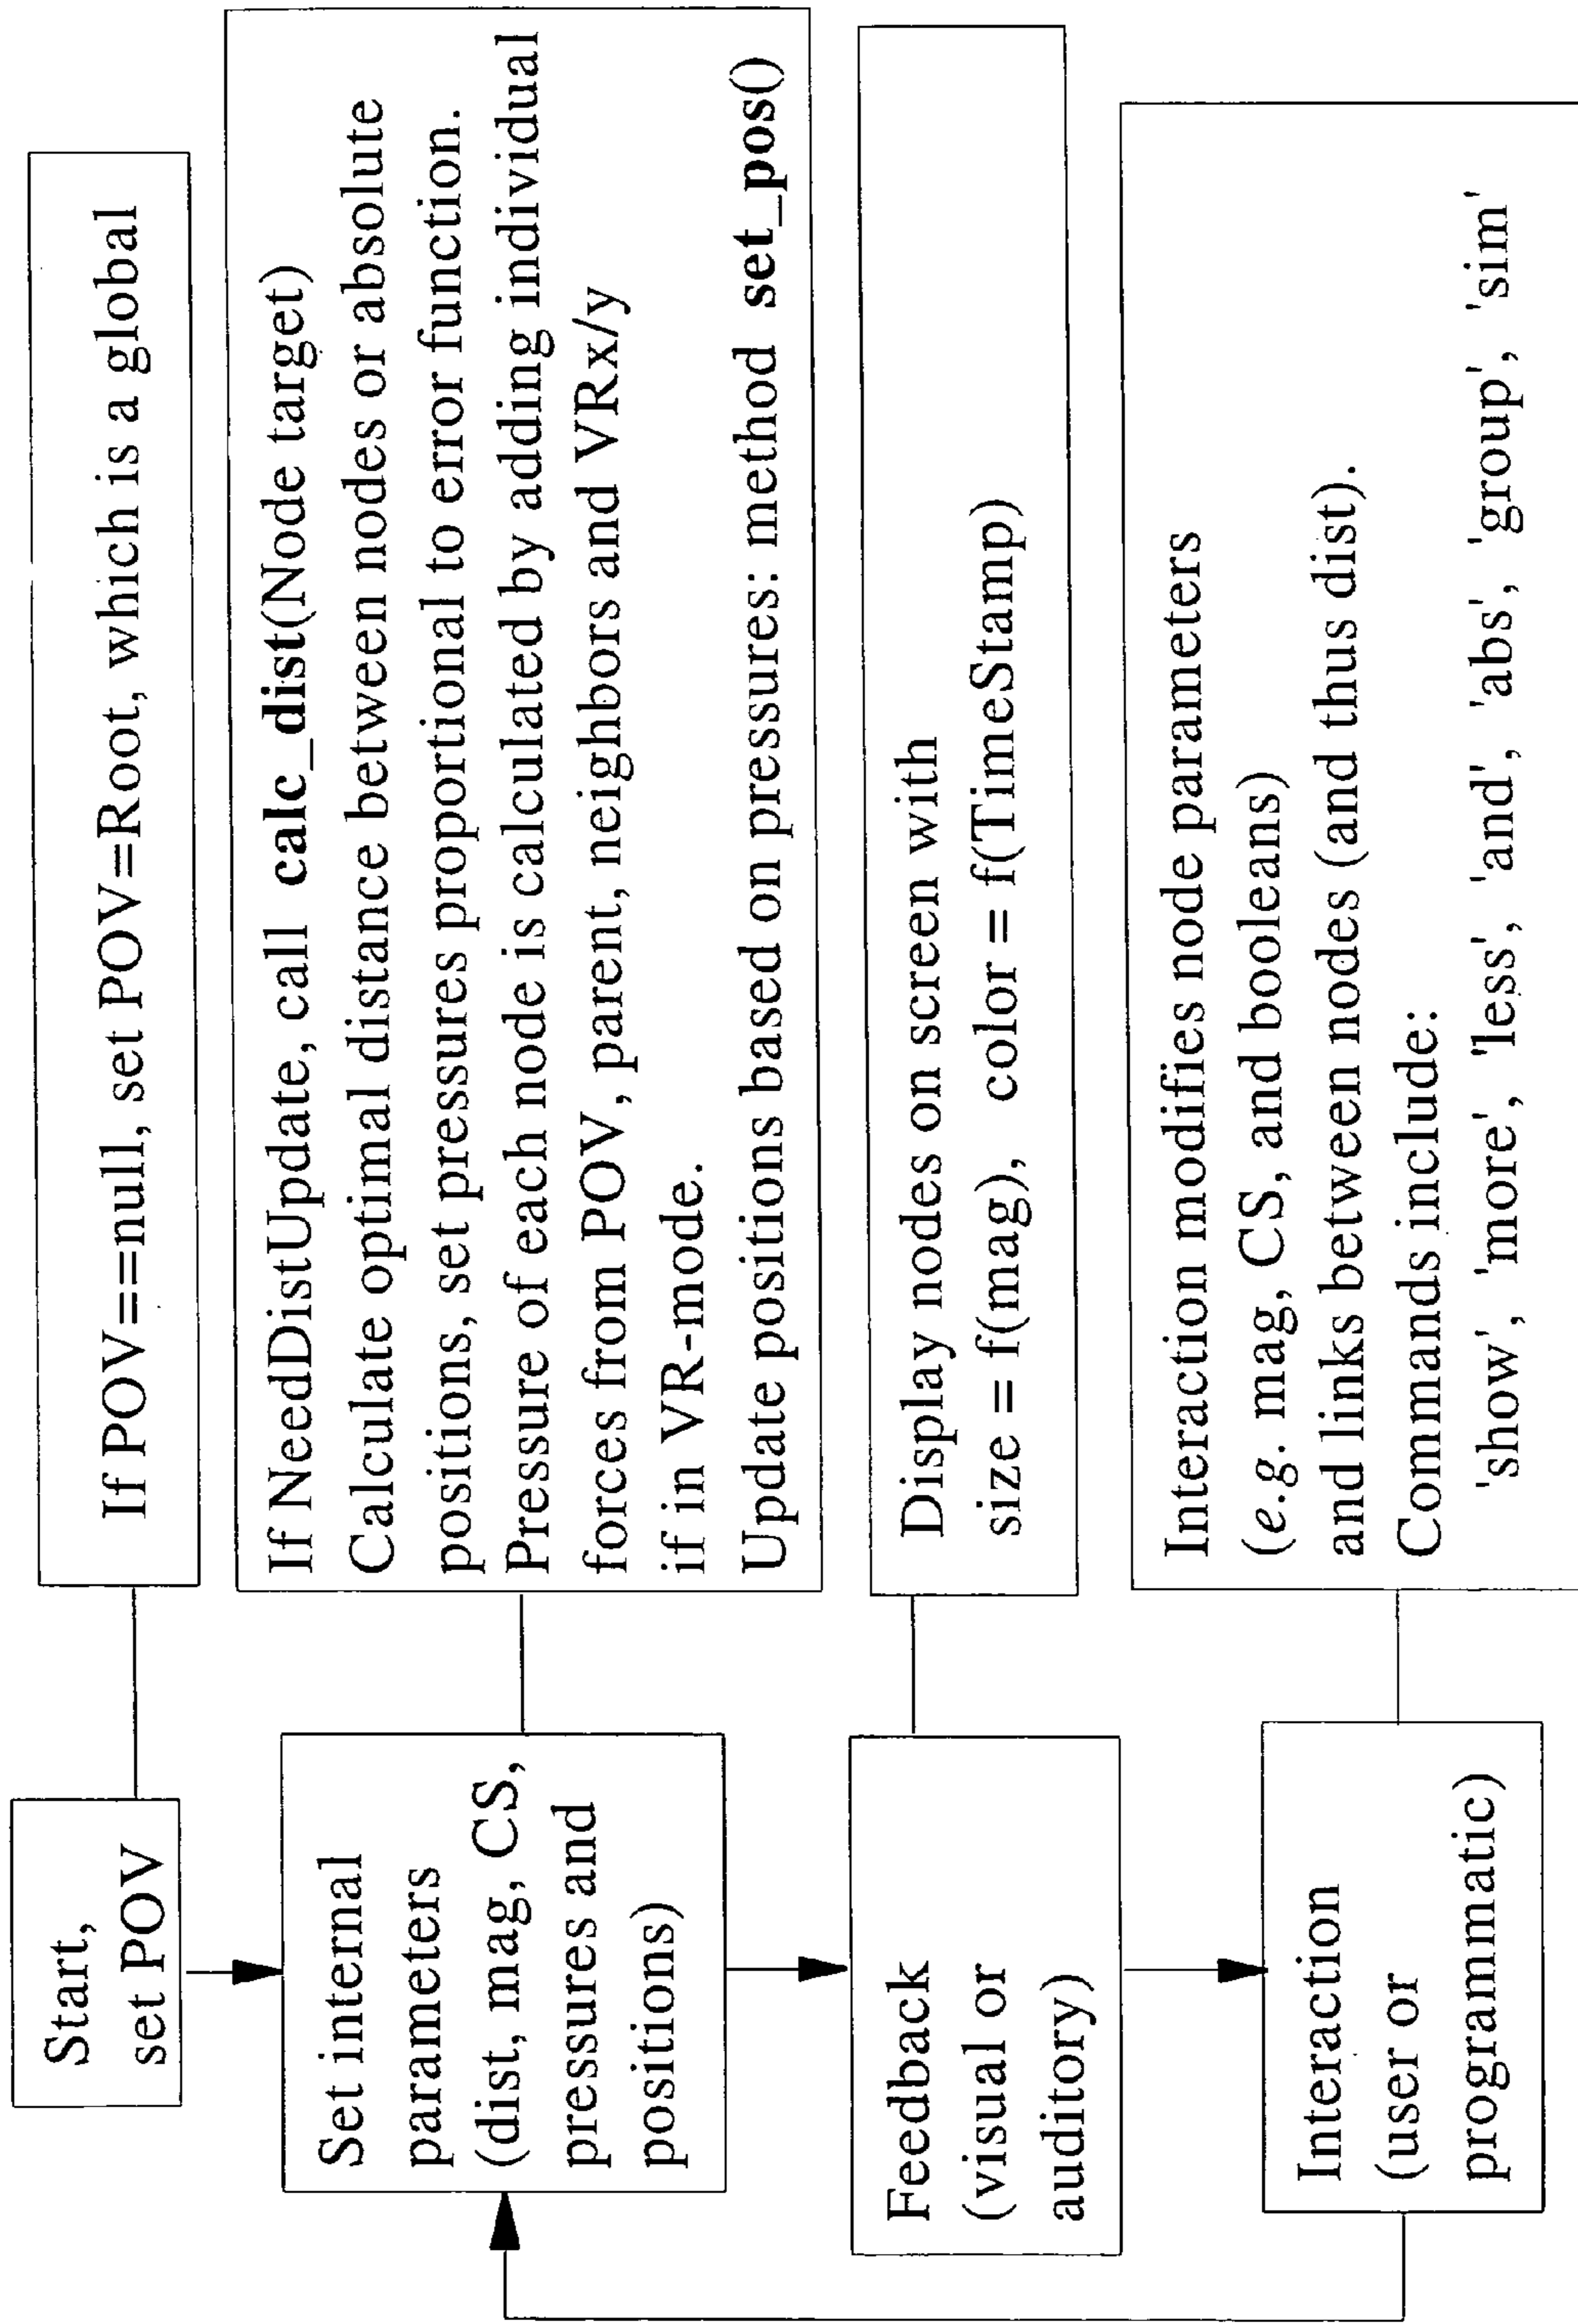 Start,
set POV
If POV==null, set POV=Root, which is a global
Set internal
parameters
(dist, mag, CS,
pressures and
positions)
If NeedDistUpdate, call calc_dist(Node target)
Calculate optimal distance between nodes or absolute
positions, set pressures proportional to error function.
Pressure of each node is calculated by adding individual
forces from POV, parent, neighbors and VRx/y
if in VR-mode.
Update positions based on pressures: method set_pos()
Feedback
(visual or
auditory)
Display nodes on screen with
size = f(mag), color = f(TimeStamp)
Interaction
(user or
programmatic)
Interaction modifies node parameters
(e.g. mag, CS, and booleans)
and links between nodes (and thus dist).
Commands include:
'show', 'more', 'less', 'and', 'abs', 'group', 'sim'